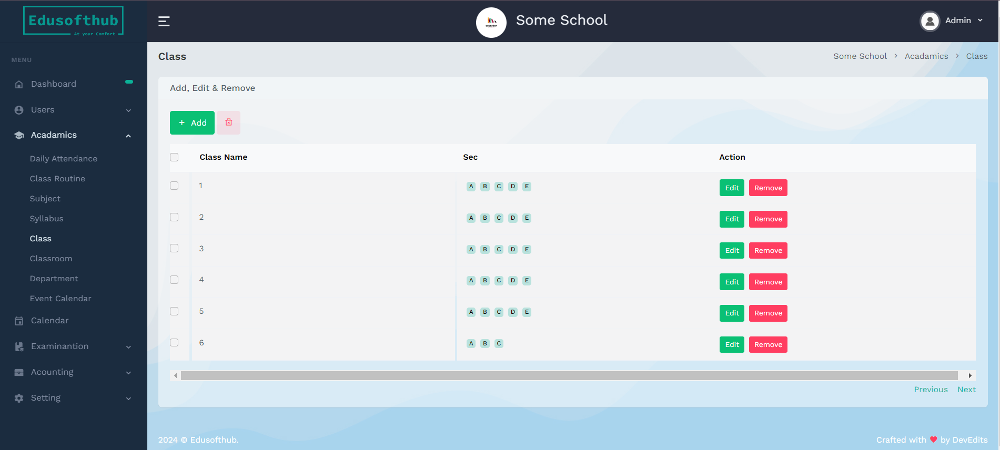 Edusofthub
At your Comfort
education
Some School
Admin
MENU
Dashboard
Users
Acadamics
Daily Attendance
Class Routine
Subject
Syllabus
Class
Classroom
Department
Event Calendar
Calendar
Examinantion
Acounting
Setting
Class
Some School > Acadamics > Class
Add, Edit & Remove
+ Add
Class Name Sec Action
1 A B C D E Edit Remove
2 A B C D E Edit Remove
3 A B C D E Edit Remove
4 A B C D E Edit Remove
5 A B C D E Edit Remove
6 A B C Edit Remove
Previous Next
2024 © Edusofthub.
Crafted with ❤ by DevEdits